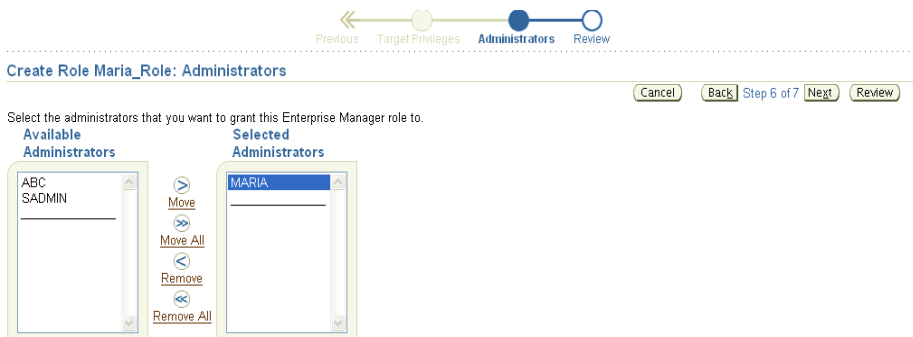 Previous Target Privileges Administrators Review
Create Role Maria_Role: Administrators
Cancel Back Step 6 of 7 Next Review
Select the administrators that you want to grant this Enterprise Manager role to.
Available Administrators
Selected Administrators
ABC
SADMIN
Move
Move All
Remove
Remove All
MARIA